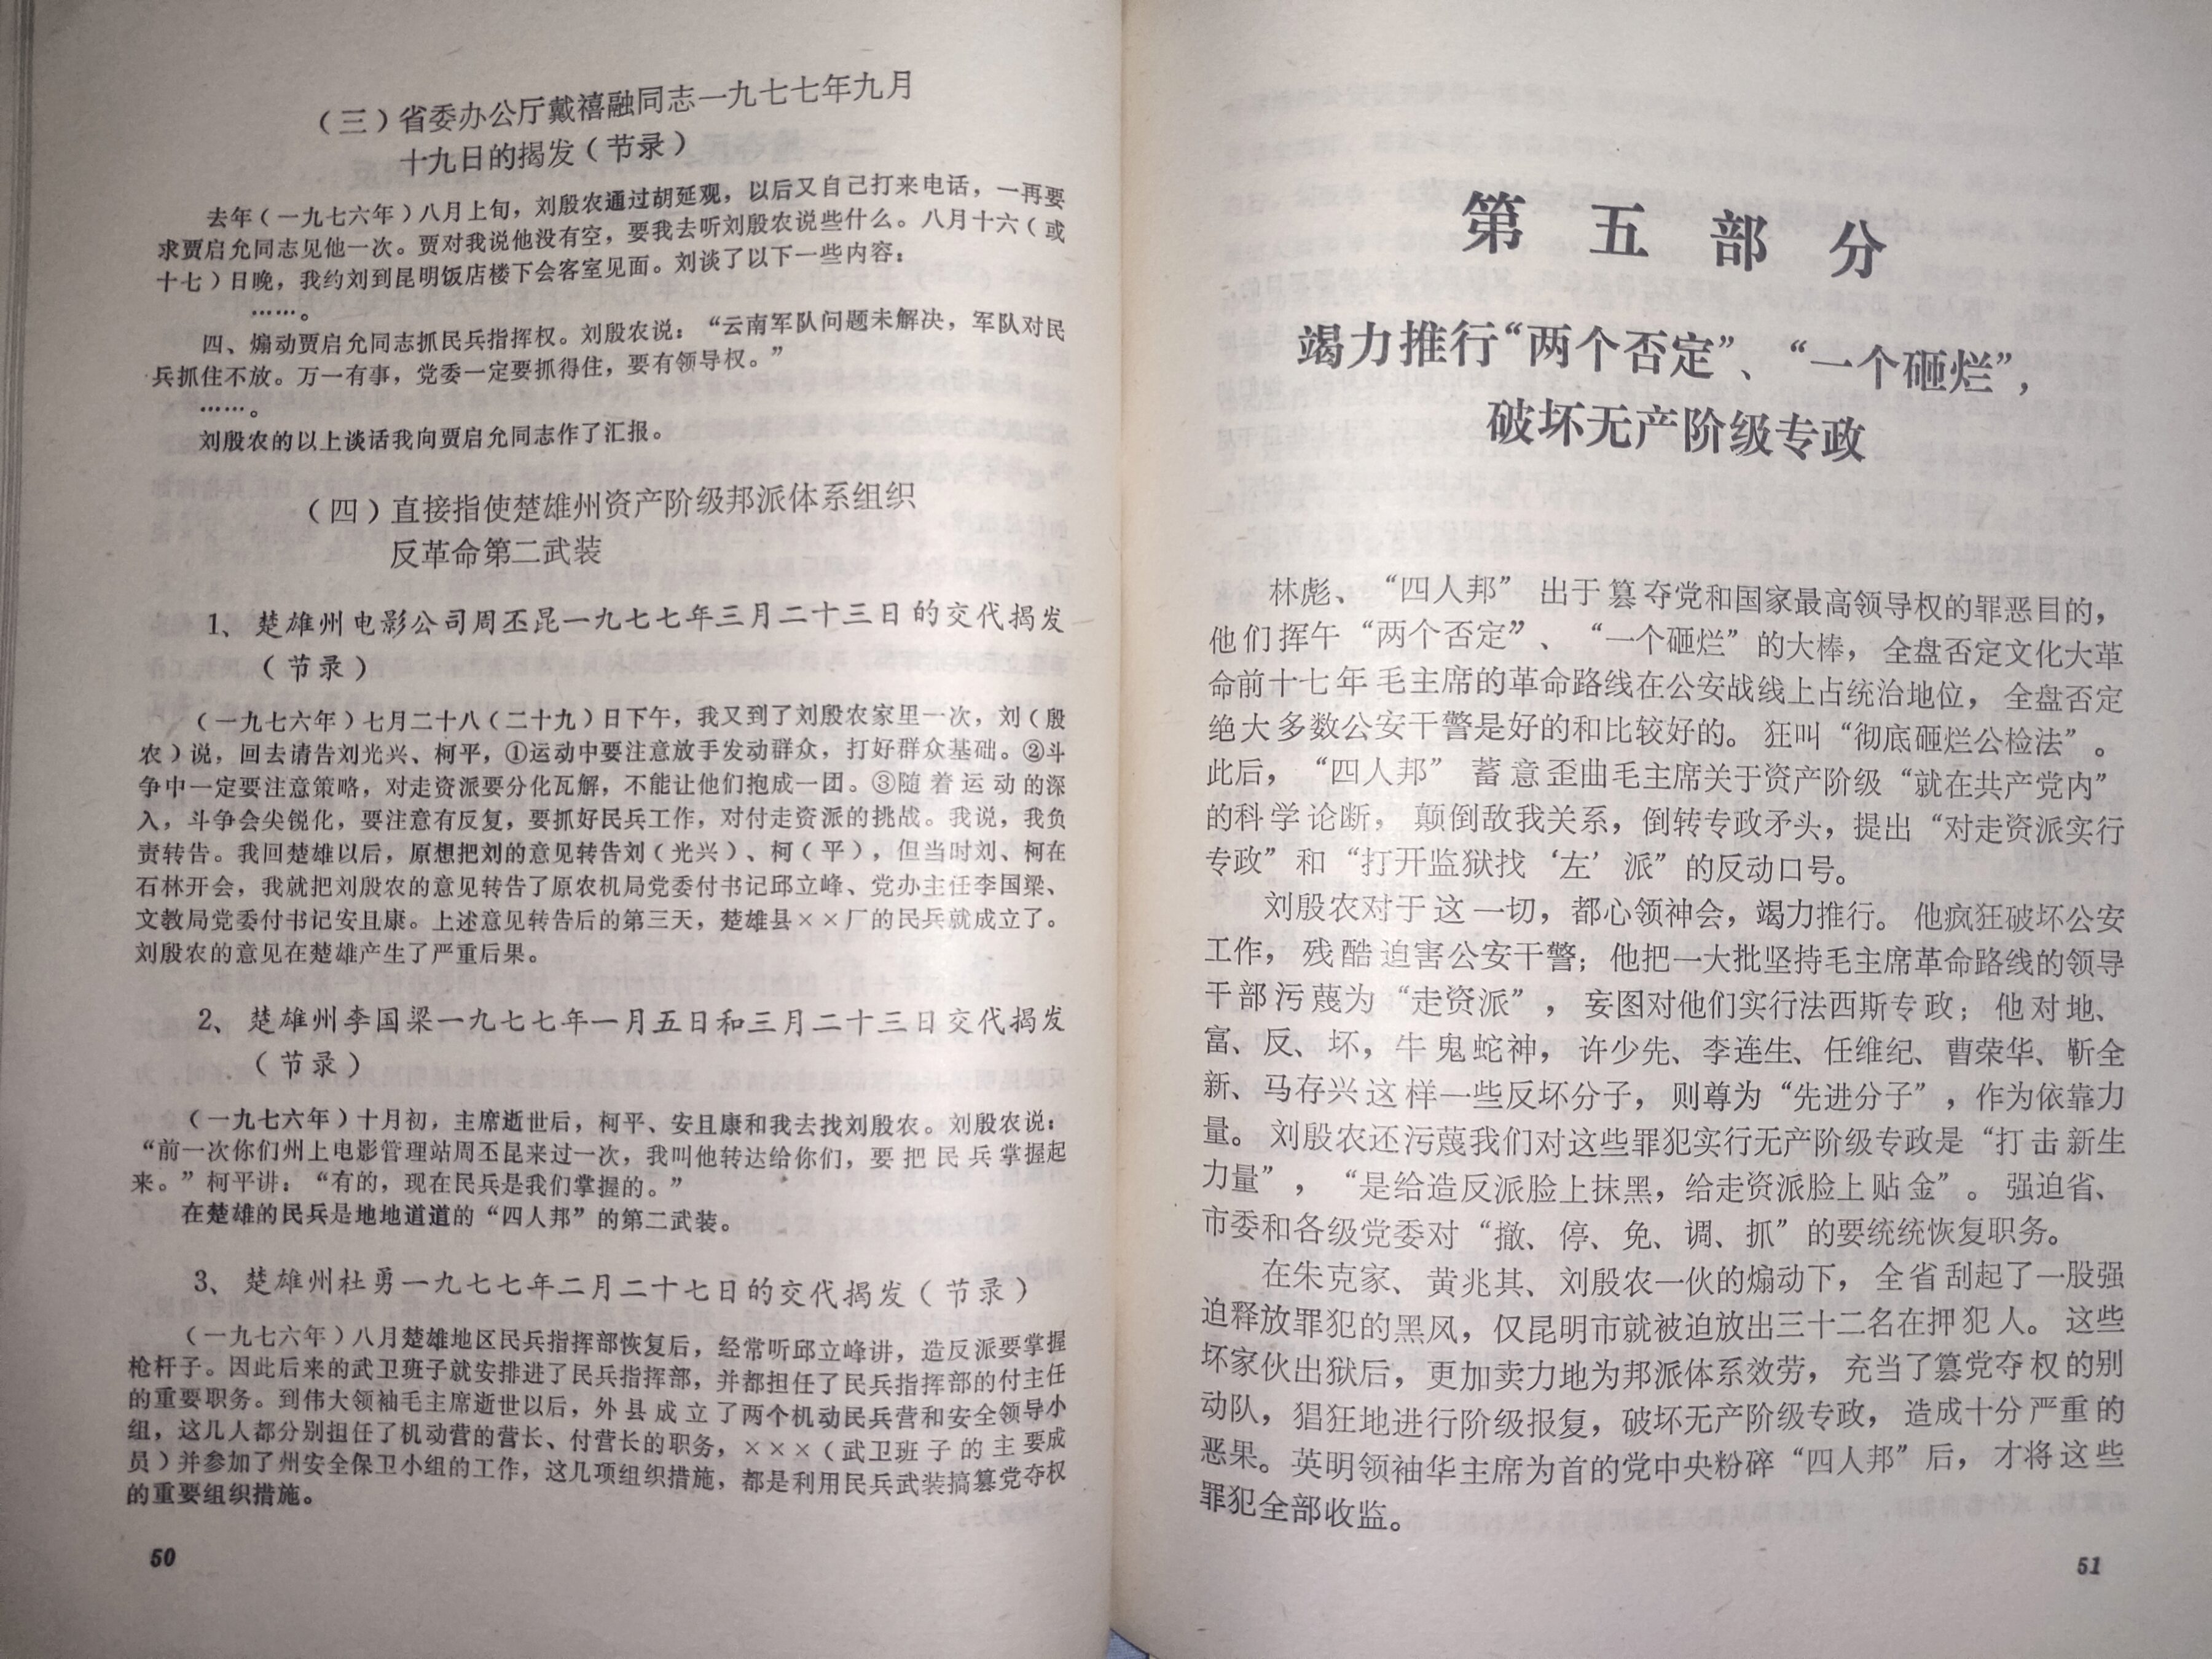 （三）省委办公厅戴禧融同志一九七七年九月
十九日的揭发（节录）
去年（一九七六年）八月上旬，刘殷农通过胡延观，以后又自己打来电话，一再要
求贾启允同志见他一次。贾对我说他没有空，要我去听刘殷农说些什么。八月十六（或
十七）日晚，我约刘到昆明饭店楼下会客室见面。刘谈了以下一些内容：
……。
四、煽动贾启允同志抓民兵指挥权。刘殷农说：“云南军队问题未解决，军队对民
兵抓住不放。万一有事，党委一定要抓得住，要有领导权。”
……。
刘殷农的以上谈话我向贾启允同志作了汇报。
（四）直接指使楚雄州资产阶级邦派体系组织
反革命第二武装
1、楚雄州电影公司周丕昆一九七七年三月二十三日的交代揭发
（节录）
（一九七六年）七月二十八（二十九）日下午，我又到了刘殷农家里一次，刘（殷
农）说，回去请告刘光兴、柯平，①运动中要注意放手发动群众，打好群众基础。②斗
争中一定要注意策略，对走资派要分化瓦解，不能让他们抱成一团。③随着运动的深
入，斗争会尖锐化，要注意有反复，要抓好民兵工作，对付走资派的挑战。我说，我负
责转告。我回楚雄以后，原想把刘的意见转告刘（光兴）、柯（平），但当时刘、柯在
石林开会，我就把刘殷农的意见转告了原农机局党委付书记邱立峰、党办主任李国梁、
文教局党委付书记安且康。上述意见转告后的第三天，楚雄县××厂的民兵就成立了。
刘殷农的意见在楚雄产生了严重后果。
2、楚雄州李国梁一九七七年一月五日和三月二十三日交代揭发
（节录）
（一九七六年）十月初，主席逝世后，柯平、安且康和我去找刘殷农。刘殷农说：
“前一次你们州上电影管理站周丕昆来过一次，我叫他转达给你们，要把民兵掌握起
来。”柯平讲：“有的，现在民兵是我们掌握的。”
在楚雄的民兵是地地道道的“四人邦”的第二武装。
3、楚雄州杜勇一九七七年二月二十七日的交代揭发（节录）
（一九七六年）八月楚雄地区民兵指挥部恢复后，经常听邱立峰讲，造反派要掌握
枪杆子。因此后来的武卫班子就安排进了民兵指挥部，并都担任了民兵指挥部的付主任
的重要职务。到伟大领袖毛主席逝世以后，外县成立了两个机动民兵营和安全领导小
组，这几人都分别担任了机动营的营长、付营长的职务，×××（武卫班子的主要成
员）并参加了州安全保卫小组的工作，这几项组织措施，都是利用民兵武装搞篡党夺权
的重要组织措施。
50
第五部分
竭力推行“两个否定”、“一个砸烂”，
破坏无产阶级专政
林彪、“四人邦”出于篡夺党和国家最高领导权的罪恶目的，
他们挥午“两个否定”、“一个砸烂”的大棒，全盘否定文化大革
命前十七年毛主席的革命路线在公安战线上占统治地位，全盘否定
绝大多数公安干警是好的和比较好的。狂叫“彻底砸烂公检法”。
此后，“四人邦”蓄意歪曲毛主席关于资产阶级“就在共产党内”
的科学论断，颠倒敌我关系，倒转专政矛头，提出“对走资派实行
专政”和“打开监狱找‘左’派”的反动口号。
刘殷农对于这一切，都心领神会，竭力推行。他疯狂破坏公安
工作，残酷迫害公安干警；他把一大批坚持毛主席革命路线的领导
干部污蔑为“走资派”，妄图对他们实行法西斯专政；他对地、
富、反、坏，牛鬼蛇神，许少先、李连生、任维纪、曹荣华、靳全
新、马存兴这样一些反坏分子，则尊为“先进分子”，作为依靠力
量。刘殷农还污蔑我们对这些罪犯实行无产阶级专政是“打击新生
力量”，“是给造反派脸上抹黑，给走资派脸上贴金”。强迫省、
市委和各级党委对“撤、停、免、调、抓”的要统统恢复职务。
在朱克家、黄兆其、刘殷农一伙的煽动下，全省刮起了一股强
迫释放罪犯的黑风，仅昆明市就被迫放出三十二名在押犯人。这些
坏家伙出狱后，更加卖力地为邦派体系效劳，充当了篡党夺权的别
动队，猖狂地进行阶级报复，破坏无产阶级专政，造成十分严重的
恶果。英明领袖华主席为首的党中央粉碎“四人邦”后，才将这些
罪犯全部收监。
51